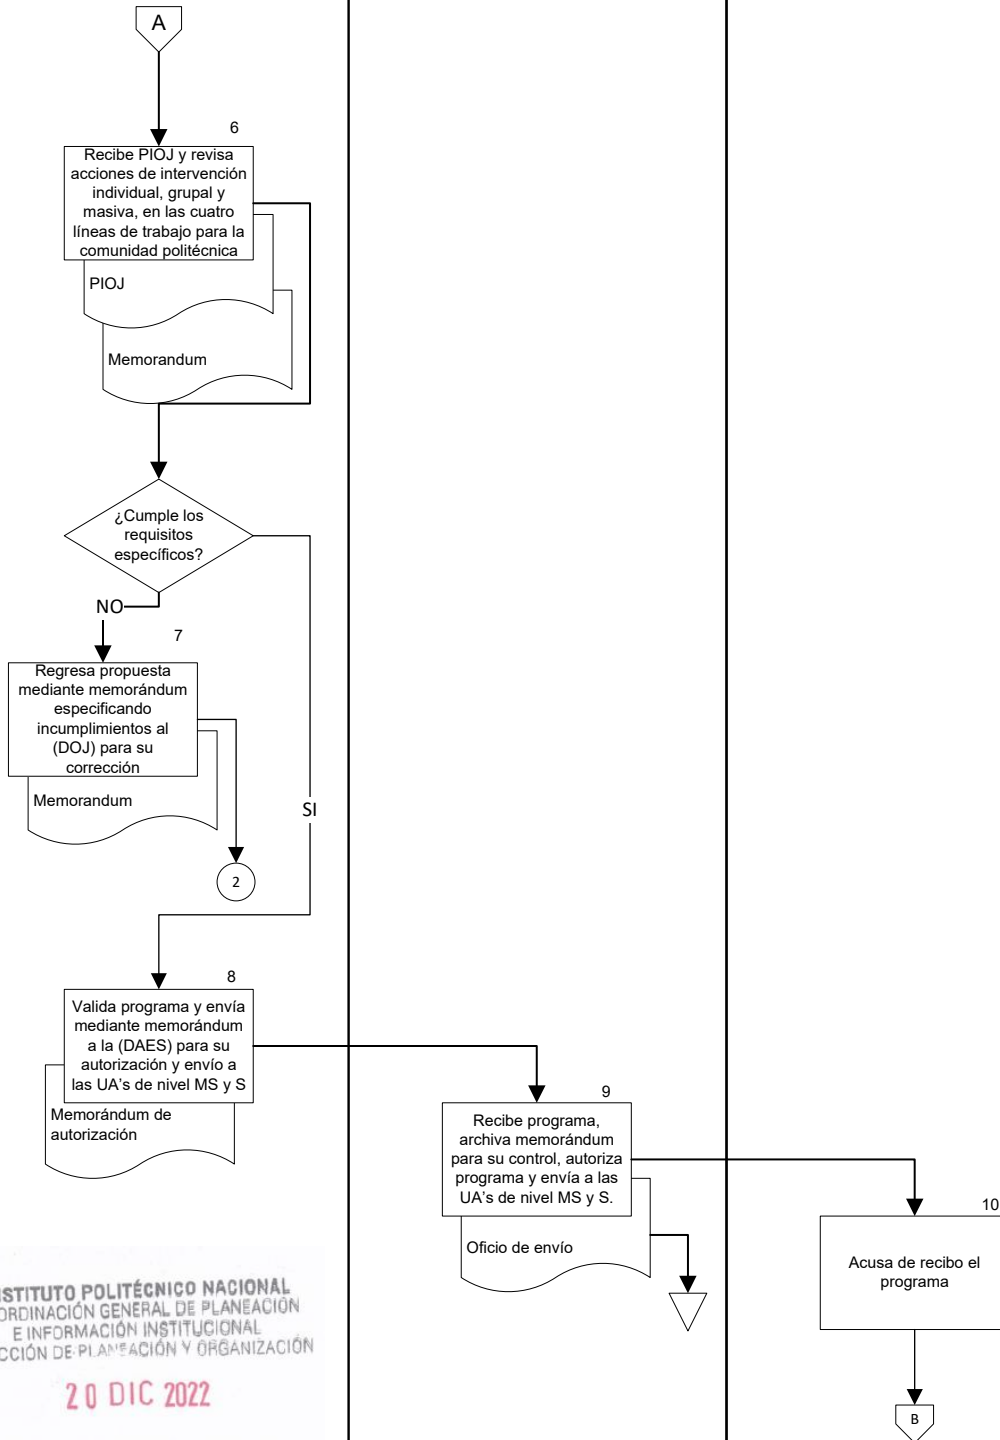 A
6
Recibe PIOJ y revisa
acciones de intervención
individual, grupal y
masiva, en las cuatro
líneas de trabajo para la
comunidad politécnica
PIOJ
Memorandum
¿Cumple los
requisitos
específicos?
NO
7
Regresa propuesta
mediante memorándum
especificando
incumplimientos al
(DOJ) para su
corrección
Memorandum
SI
2
8
Valida programa y envía
mediante memorándum
a la (DAES) para su
autorización y envío a
las UA's de nivel MS y S
Memorándum de
autorización
9
Recibe programa,
archiva memorándum
para su control, autoriza
programa y envía a las
UA's de nivel MS y S.
Oficio de envío
10
Acusa de recibo el
programa
B
STITUTO POLITÉCNICO NACIONAL
ORDINACIÓN GENERAL DE PLANEACIÓN
E INFORMACIÓN INSTITUCIONAL
CCIÓN DE PLANEACIÓN Y ORGANIZACIÓN
20 DIC 2022